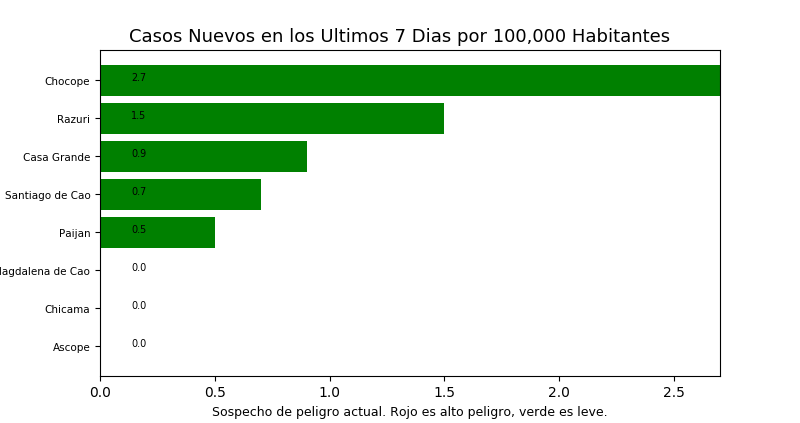 Casos Nuevos en los Ultimos 7 Dias por 100,000 Habitantes
Chocope 2.7
Razuri 1.5
Casa Grande 0.9
Santiago de Cao 0.7
Paijan 0.5
de Cao 0.0
Chicama 0.0
Ascope 0.0
0.0 0.5 1.0 1.5 2.0 2.5
Sospecho de peligro actual. Rojo es alto peligro, verde es leve.